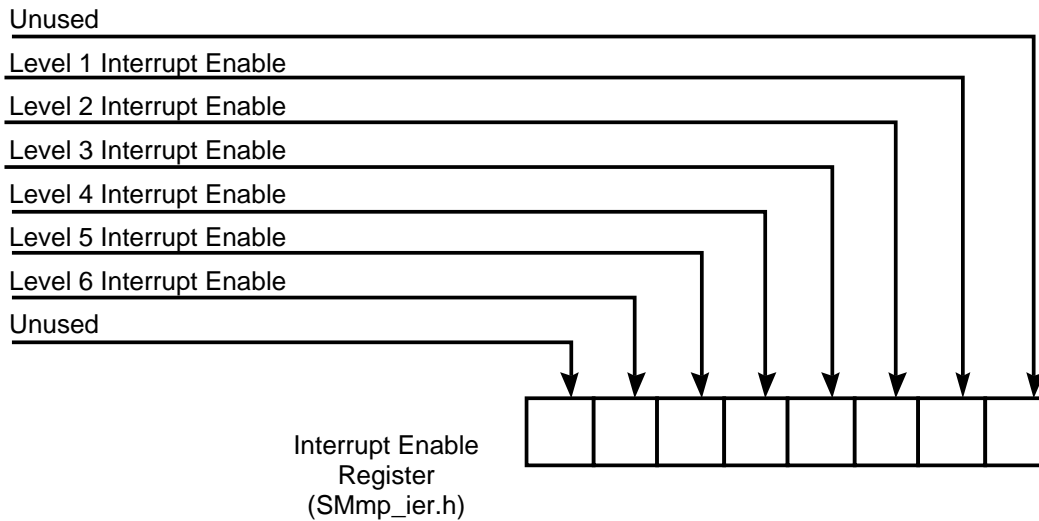 Unused
Level 1 Interrupt Enable
Level 2 Interrupt Enable
Level 3 Interrupt Enable
Level 4 Interrupt Enable
Level 5 Interrupt Enable
Level 6 Interrupt Enable
Unused
Interrupt Enable
Register
(SMmp_ier.h)